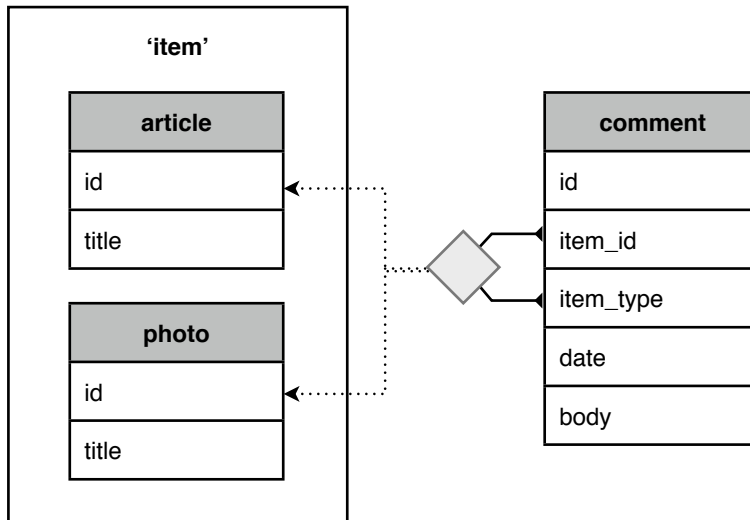 ‘item’
article
id
title
photo
id
title
comment
id
item_id
item_type
date
body